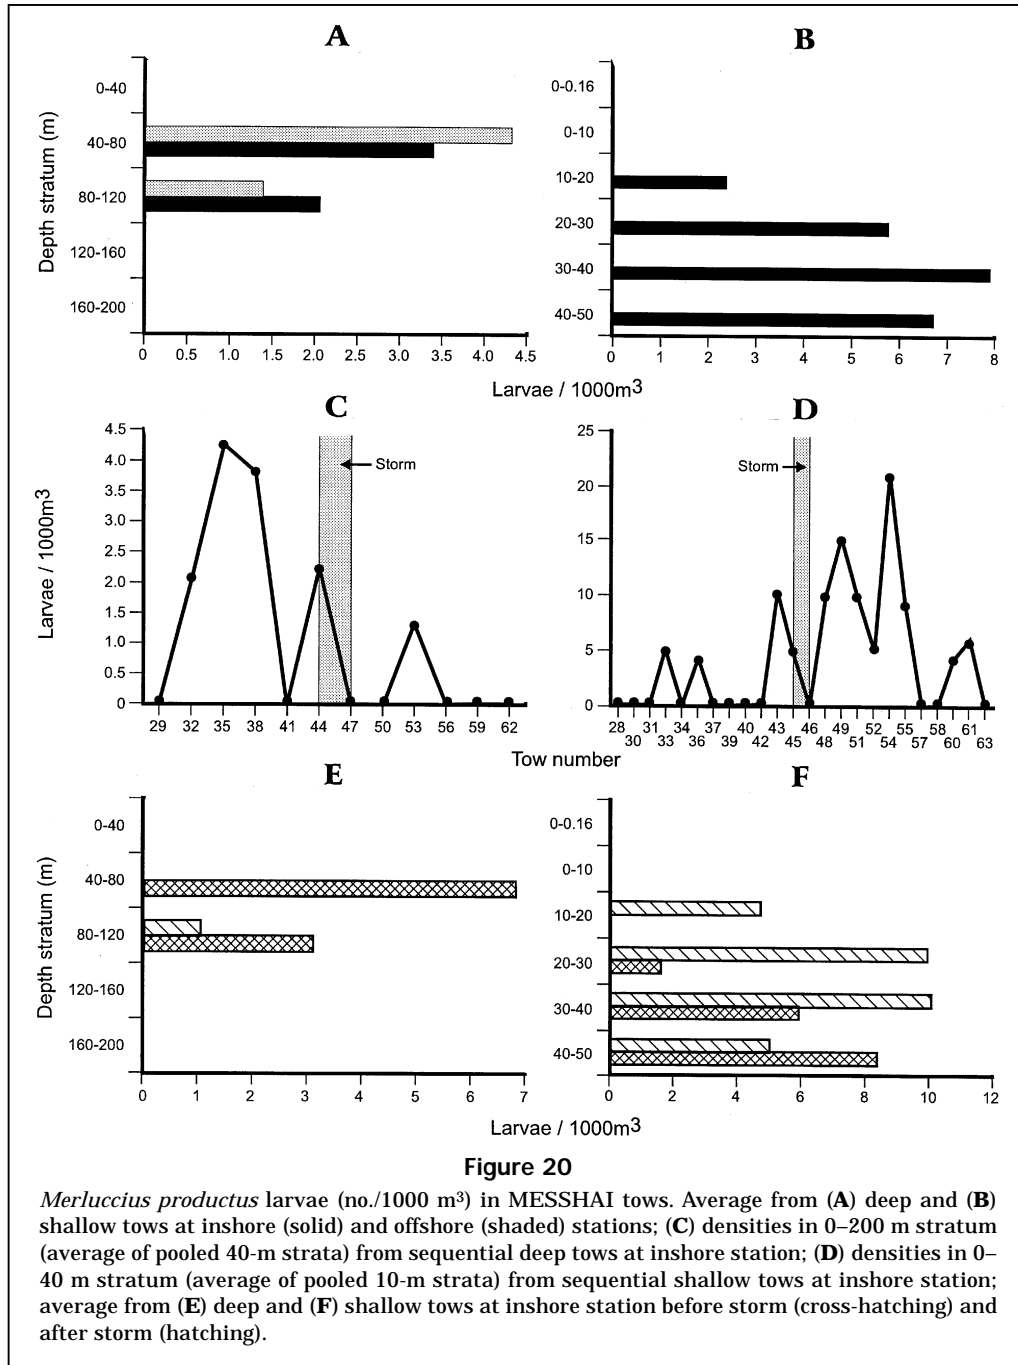 A
B
Depth stratum (m)
0-40
40-80
80-120
120-160
160-200
0 0.5 1.0 1.5 2.0 2.5 3.0 3.5 4.0 4.5
0-0.16
0-10
10-20
20-30
30-40
40-50
0 1 2 3 4 5 6 7 8
Larvae / 1000m3
C
D
Larvae / 1000m3
4.5
4.0
3.5
3.0
2.5
2.0
1.5
1.0
0.5
0
Storm
29 32 35 38 41 44 47 50 53 56 59 62
25
20
15
10
5
0
Storm
28 31 34 37 40 43 46 49 52 55 58 61
30 33 36 39 42 45 48 51 54 57 60 63
Tow number
E
F
Depth stratum (m)
0-40
40-80
80-120
120-160
160-200
0 1 2 3 4 5 6 7
0-0.16
0-10
10-20
20-30
30-40
40-50
0 2 4 6 8 10 12
Larvae / 1000m3
Figure 20
Merluccius productus larvae (no./1000 m³) in MESSHAI tows. Average from (A) deep and (B)
shallow tows at inshore (solid) and offshore (shaded) stations; (C) densities in 0–200 m stratum
(average of pooled 40-m strata) from sequential deep tows at inshore station; (D) densities in 0–
40 m stratum (average of pooled 10-m strata) from sequential shallow tows at inshore station;
average from (E) deep and (F) shallow tows at inshore station before storm (cross-hatching) and
after storm (hatching).